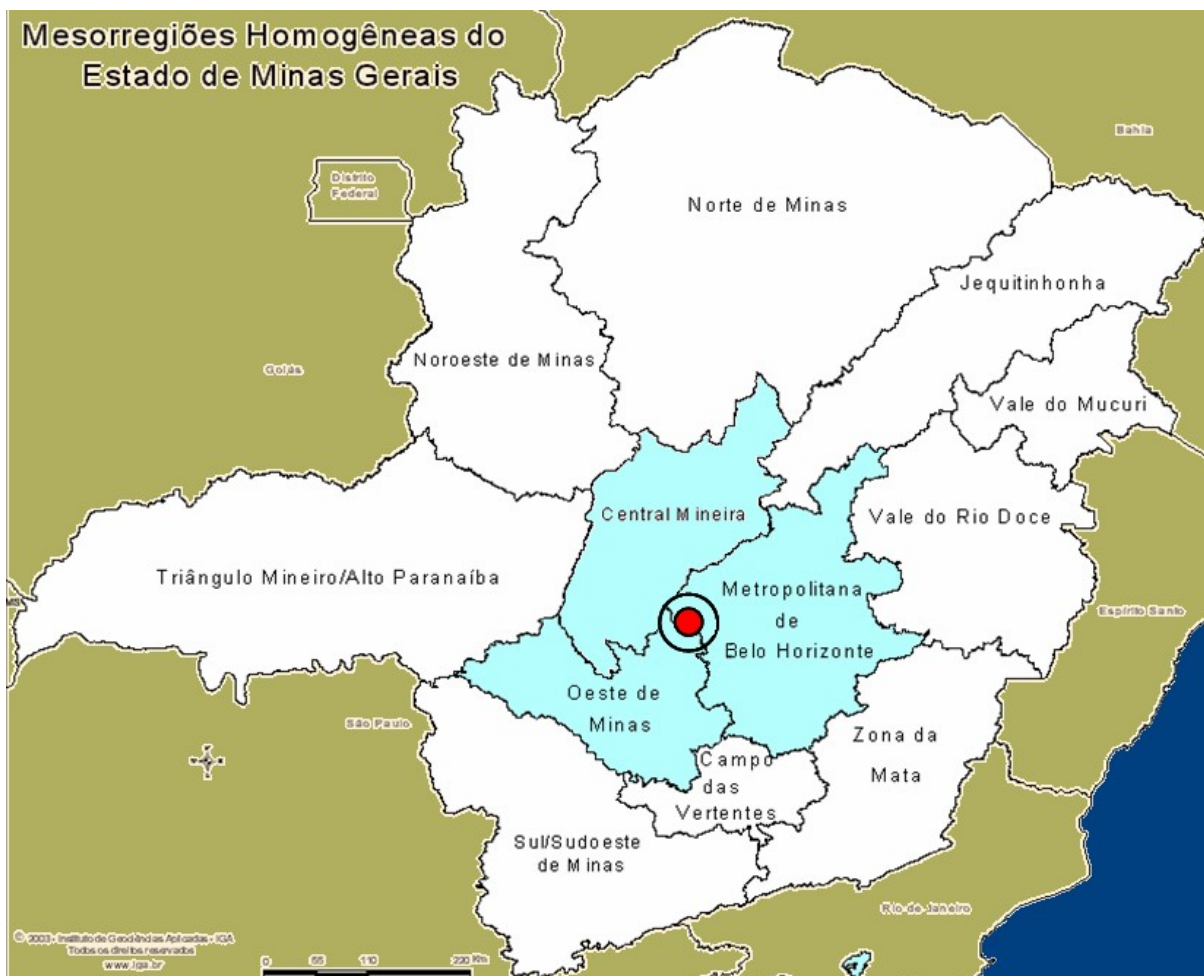 Mesorregiões Homogêneas do
Estado de Minas Gerais
Bahia
Distrito
Federal
Norte de Minas
Jequitinhonha
Goiás
Noroeste de Minas
Vale do Mucuri
Central Mineira
Vale do Rio Doce
Triângulo Mineiro/Alto Paranaíba
Metropolitana
de
Belo Horizonte
MS
Espírito Santo
Oeste de
Minas
São Paulo
Zona da
Mata
Campo
das
Vertentes
Sul/Sudoeste
de Minas
Rio de Janeiro
© 2003 - Instituto de Geociências Aplicadas - IGA
Todos os direitos reservados
www.iga.br
0 55 110 220 Km